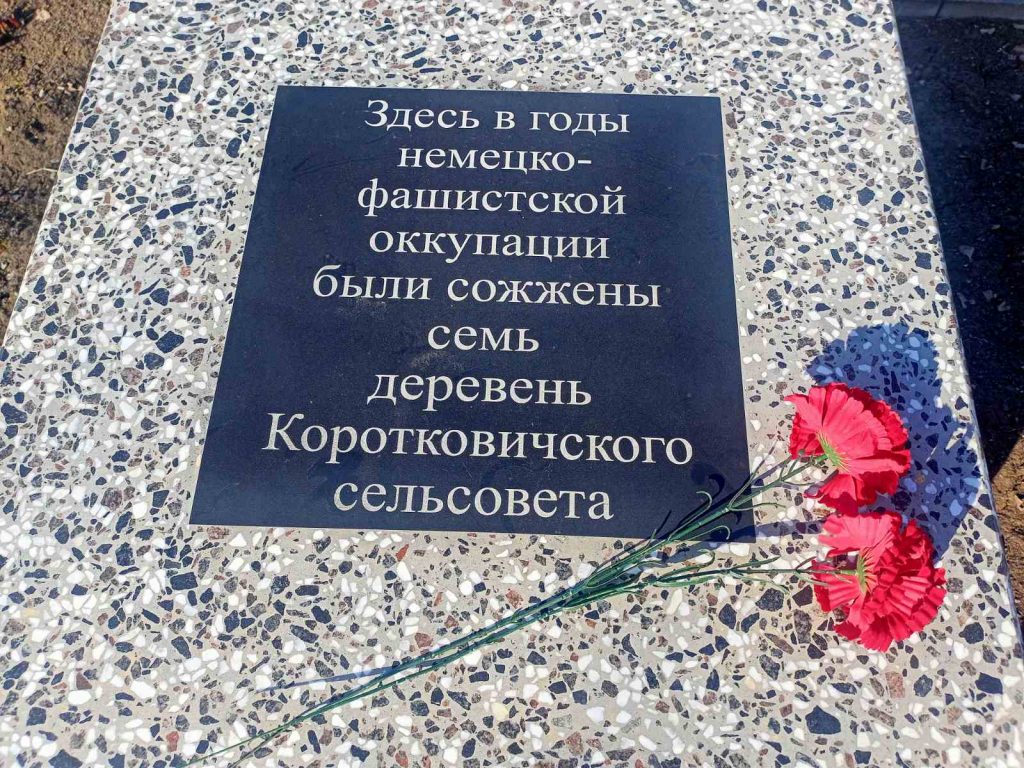 Здесь в годы
немецко-
фашистской
оккупации
были сожжены
семь
деревень
Коротковичского
сельсовета